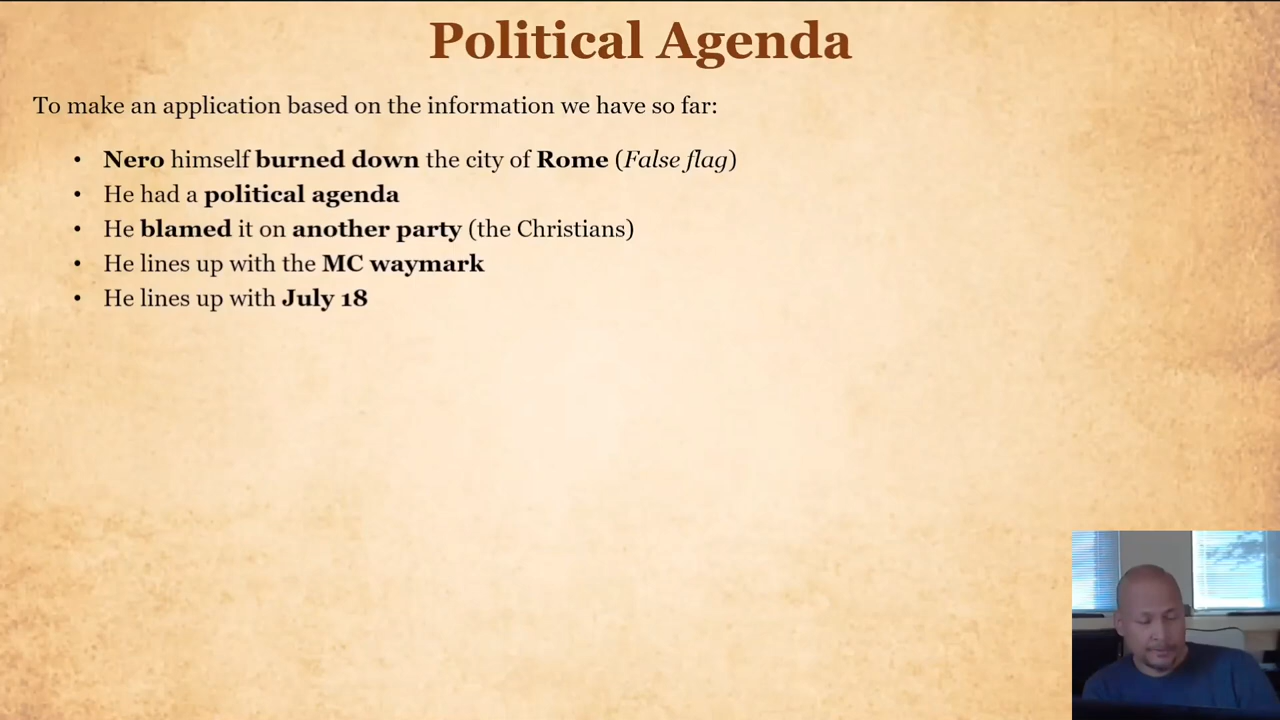 Political Agenda
To make an application based on the information we have so far:
• Nero himself burned down the city of Rome (False flag)
• He had a political agenda
• He blamed it on another party (the Christians)
• He lines up with the MC waymark
• He lines up with July 18